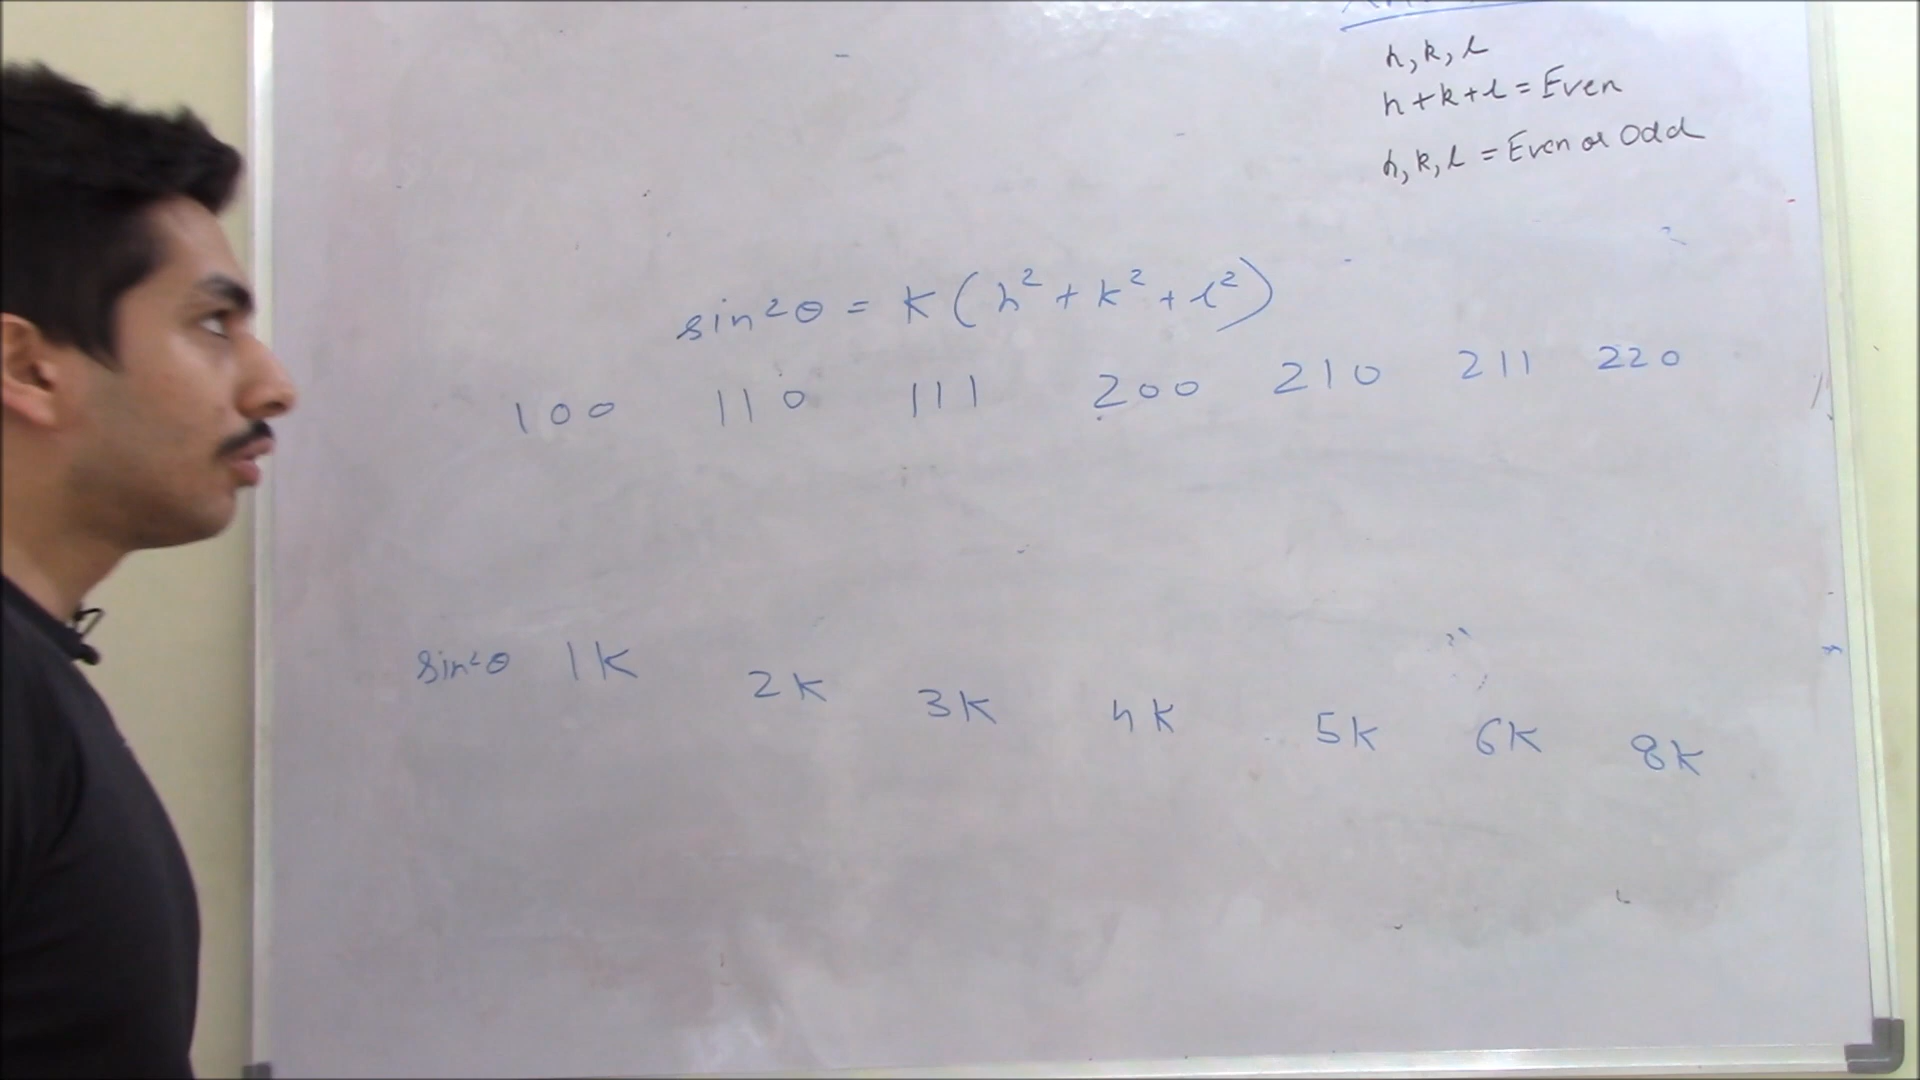 h, k, l
h + k + l = Even
h, k, l = Even or Odd
sin²θ = K (h² + k² + l²)
100 110 111 200 210 211 220
sin²θ 1K 2K 3K 4K 5K 6K 8K